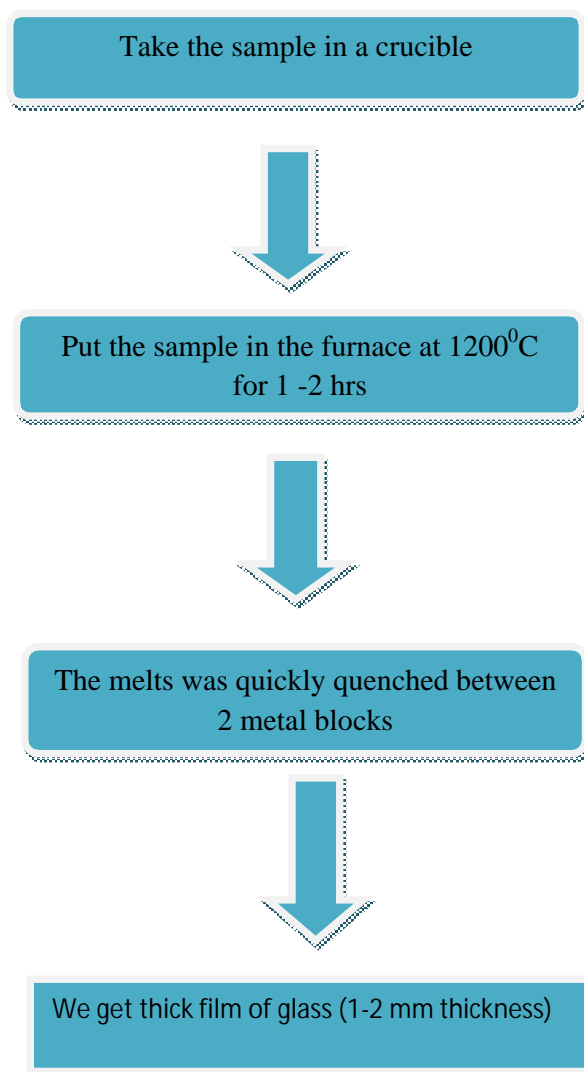 Take the sample in a crucible
Put the sample in the furnace at 1200⁰C
for 1 -2 hrs
The melts was quickly quenched between
2 metal blocks
We get thick film of glass (1-2 mm thickness)